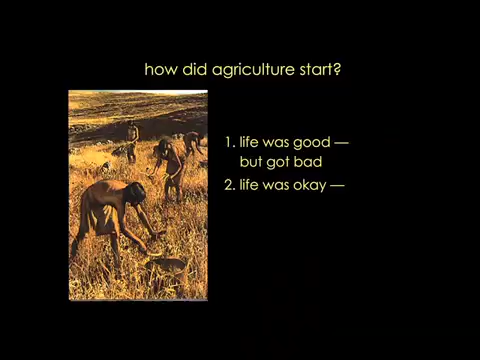 how did agriculture start?
1. life was good —
but got bad
2. life was okay —